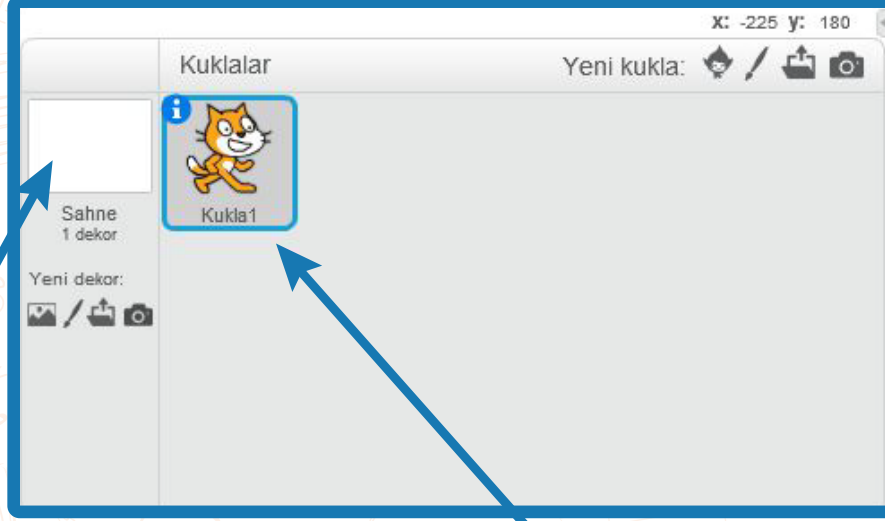 x: -225 y: 180
Kuklalar Yeni kukla:
Kukla1
Sahne
1 dekor
Yeni dekor: